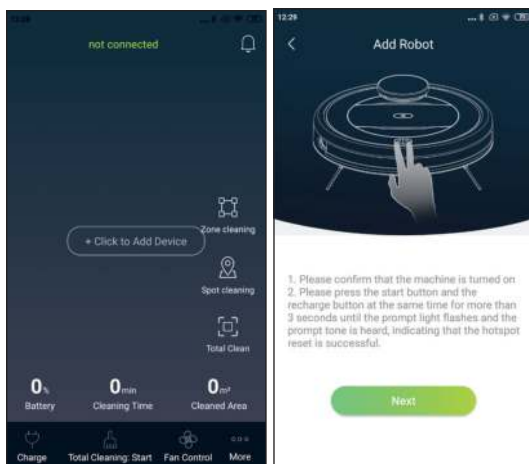 not connected
+ Click to Add Device
Zone cleaning
Spot cleaning
Total Clean
0% 0min 0m²
Battery Cleaning Time Cleaned Area
Charge Total Cleaning: Start Fan Control More
12:29
Add Robot
1. Please confirm that the machine is turned on
2. Please press the start button and the
recharge button at the same time for more than
3 seconds until the prompt light flashes and the
prompt tone is heard, indicating that the hotspot
reset is successful.
Next